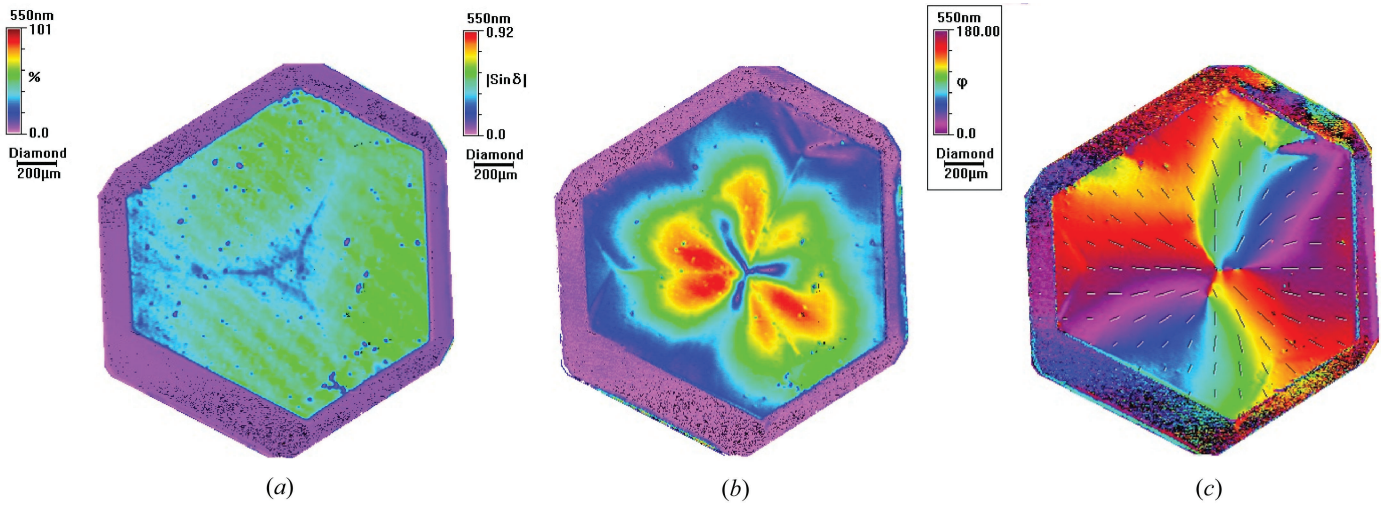 550nm
101
%
0.0
Diamond
200μm
(a)
550nm
0.92
|Sin δ|
0.0
Diamond
200μm
(b)
550nm
180.00
φ
0.0
Diamond
200μm
(c)